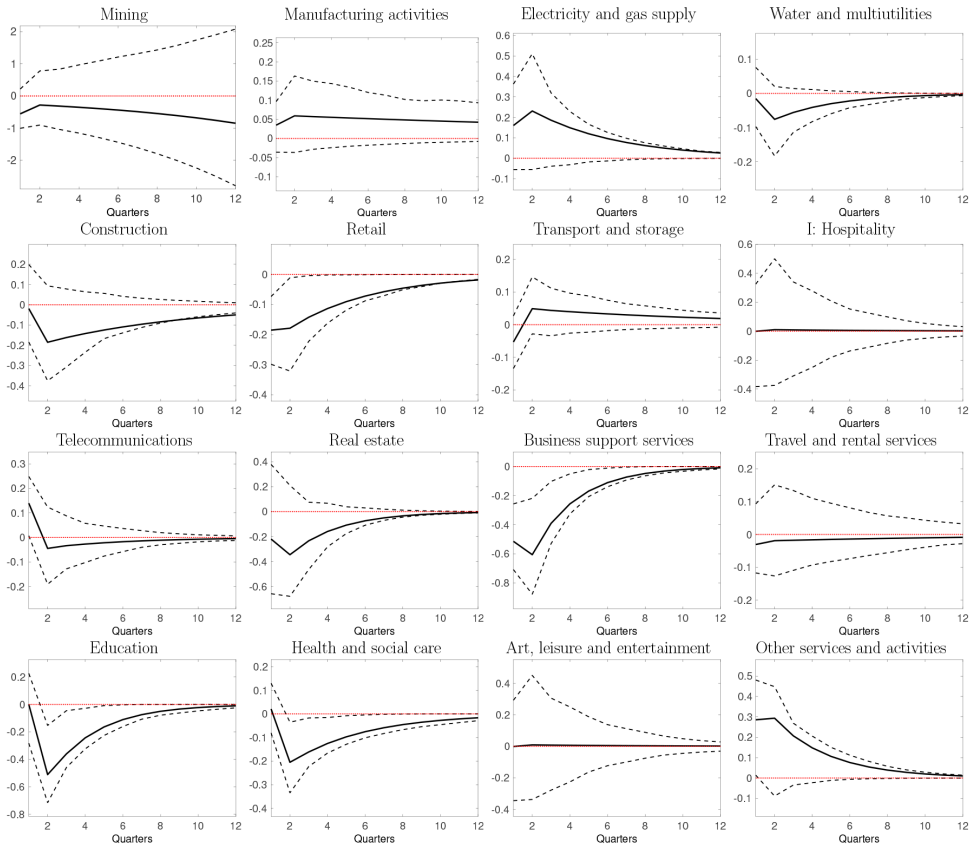 Mining
Manufacturing activities
Electricity and gas supply
Water and multiutilities
2
1
0
-1
-2
2 4 6 8 10 12
Quarters
0.25
0.2
0.15
0.1
0.05
0
-0.05
-0.1
2 4 6 8 10 12
Quarters
0.6
0.5
0.4
0.3
0.2
0.1
0
-0.1
2 4 6 8 10 12
Quarters
0.1
0
-0.1
-0.2
2 4 6 8 10 12
Quarters
Construction
Retail
Transport and storage
I: Hospitality
0.2
0.1
0
-0.1
-0.2
-0.3
-0.4
2 4 6 8 10 12
Quarters
0
-0.1
-0.2
-0.3
-0.4
2 4 6 8 10 12
Quarters
0.2
0.1
0
-0.1
-0.2
2 4 6 8 10 12
Quarters
0.6
0.4
0.2
0
-0.2
-0.4
2 4 6 8 10 12
Quarters
Telecommunications
Real estate
Business support services
Travel and rental services
0.3
0.2
0.1
0
-0.1
-0.2
2 4 6 8 10 12
Quarters
0.4
0.2
0
-0.2
-0.4
-0.6
2 4 6 8 10 12
Quarters
0
-0.2
-0.4
-0.6
-0.8
2 4 6 8 10 12
Quarters
0.2
0.1
0
-0.1
-0.2
2 4 6 8 10 12
Quarters
Education
Health and social care
Art, leisure and entertainment
Other services and activities
0.2
0
-0.2
-0.4
-0.6
-0.8
2 4 6 8 10 12
Quarters
0.2
0.1
0
-0.1
-0.2
-0.3
-0.4
2 4 6 8 10 12
Quarters
0.4
0.2
0
-0.2
-0.4
2 4 6 8 10 12
Quarters
0.5
0.4
0.3
0.2
0.1
0
-0.1
2 4 6 8 10 12
Quarters